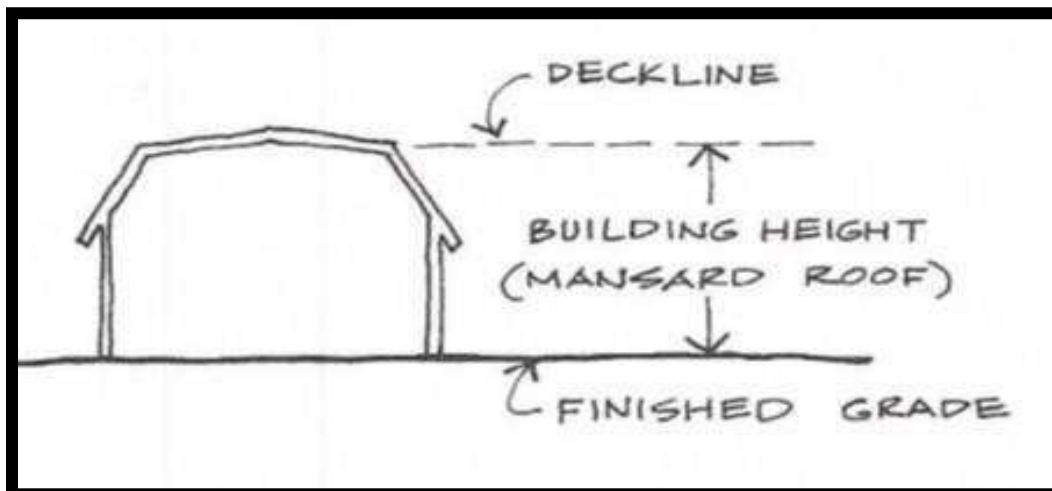 DECKLINE
BUILDING HEIGHT
(MANSARD ROOF)
FINISHED GRADE